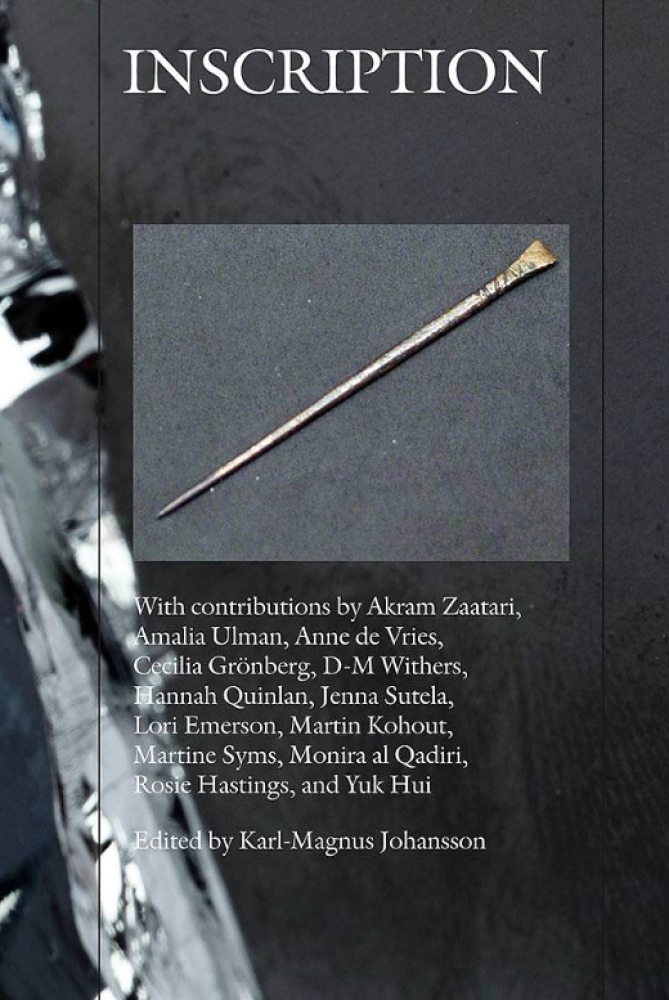 INSCRIPTION
With contributions by Akram Zaatari,
Amalia Ulman, Anne de Vries,
Cecilia Grönberg, D-M Withers,
Hannah Quinlan, Jenna Sutela,
Lori Emerson, Martin Kohout,
Martine Syms, Monira al Qadiri,
Rosie Hastings, and Yuk Hui
Edited by Karl-Magnus Johansson